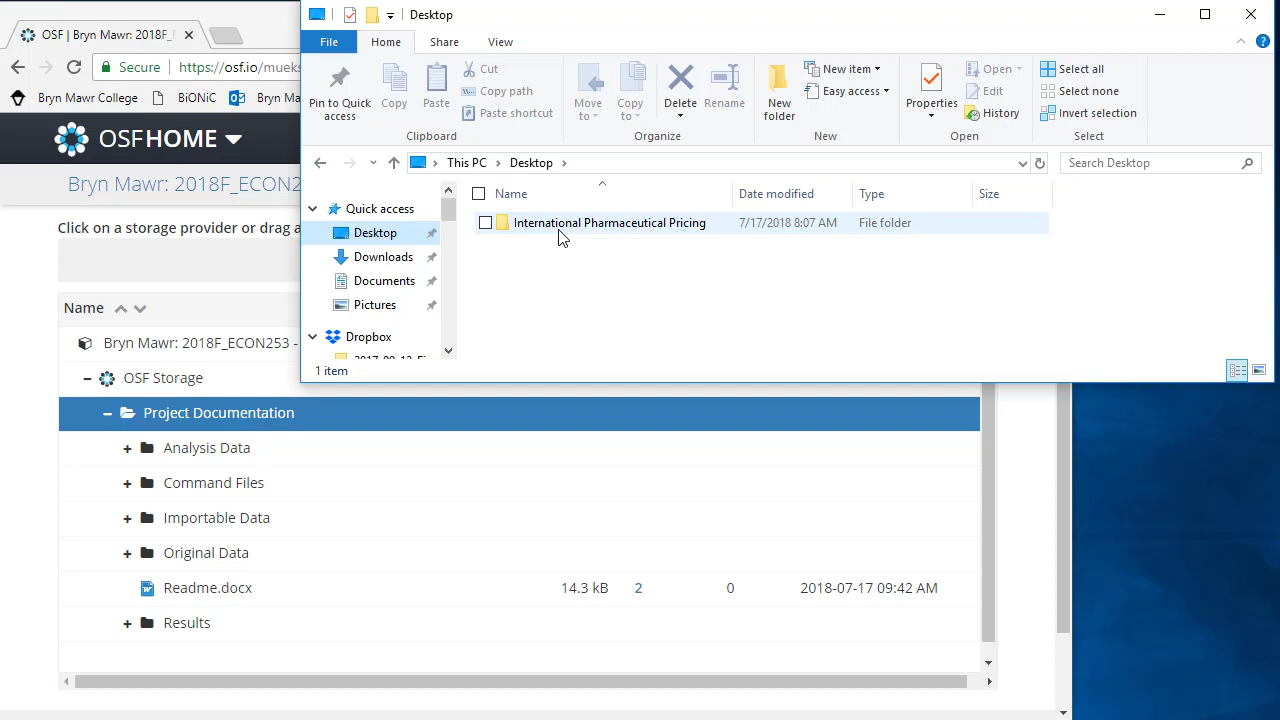 OSF | Bryn Mawr: 2018F_
Desktop
File
Home
Share
View
Secure
https://osf.io/mueks
Bryn Mawr College
BiONiC
Bryn Ma
Pin to Quick access
Copy
Paste
Cut
Copy path
Paste shortcut
Clipboard
Move to
Copy to
Delete
Rename
Organize
New folder
New item
Easy access
New
Properties
Open
Edit
History
Open
Select all
Select none
Invert selection
Select
This PC
Desktop
Search Desktop
OSFHOME
Bryn Mawr: 2018F_ECON2
Click on a storage provider or drag a
Name
Date modified
Type
Size
Quick access
Desktop
Downloads
Documents
Pictures
Dropbox
International Pharmaceutical Pricing
7/17/2018 8:07 AM
File folder
1 item
Name
Bryn Mawr: 2018F_ECON253 -
OSF Storage
Project Documentation
Analysis Data
Command Files
Importable Data
Original Data
Readme.docx 14.3 kB 2 0 2018-07-17 09:42 AM
Results